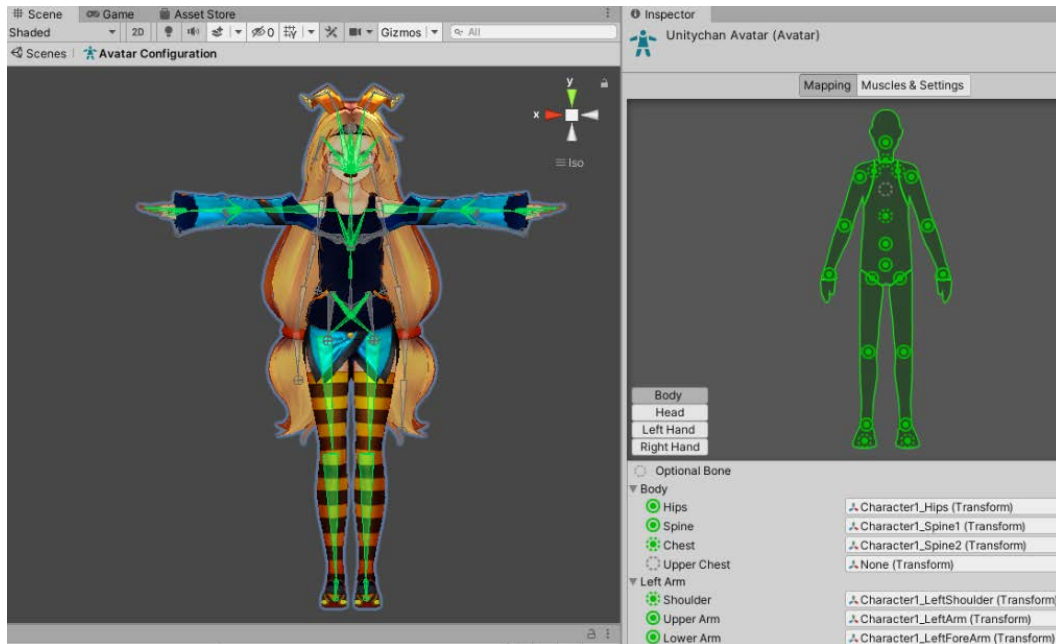 Scene Game Asset Store
Shaded 2D 0 Gizmos All
Scenes Avatar Configuration
y
x
Iso
Inspector
Unitychan Avatar (Avatar)
Mapping Muscles & Settings
Body
Head
Left Hand
Right Hand
Optional Bone
Body
Hips Character1_Hips (Transform)
Spine Character1_Spine1 (Transform)
Chest Character1_Spine2 (Transform)
Upper Chest None (Transform)
Left Arm
Shoulder Character1_LeftShoulder (Transform)
Upper Arm Character1_LeftArm (Transform)
Lower Arm Character1_LeftForeArm (Transform)